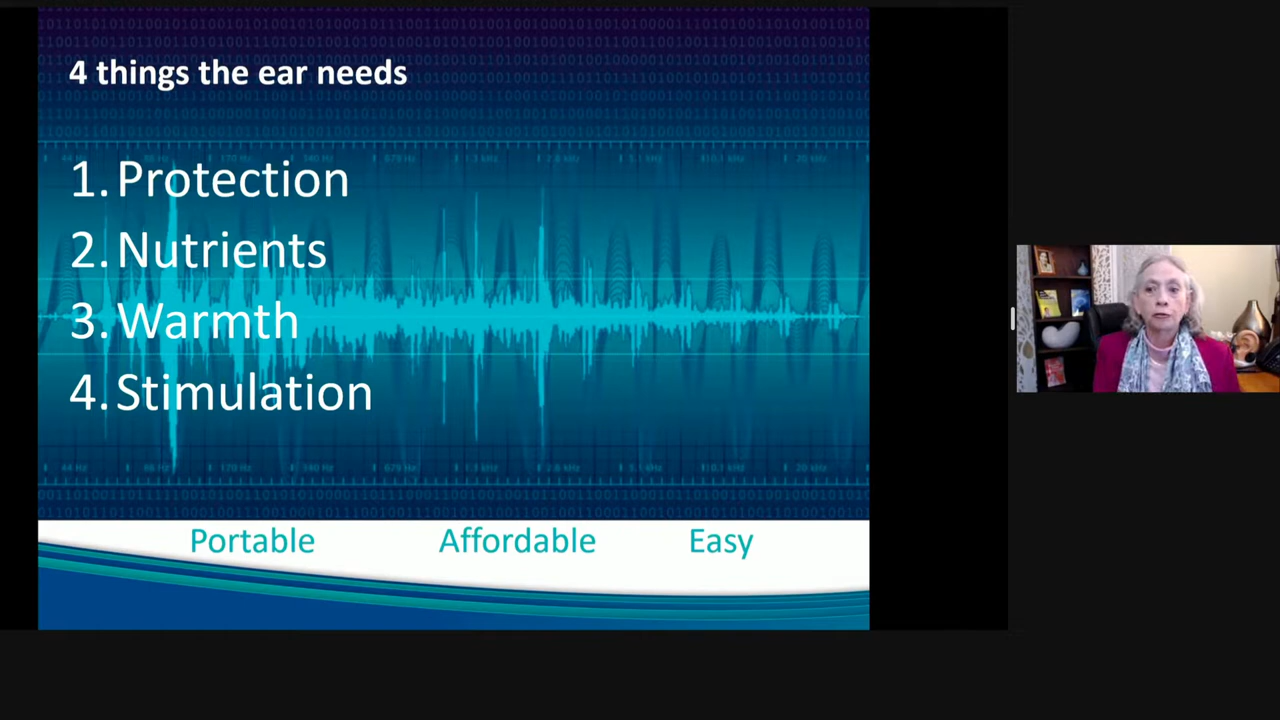 4 things the ear needs
1. Protection
2. Nutrients
3. Warmth
4. Stimulation
Portable Affordable Easy